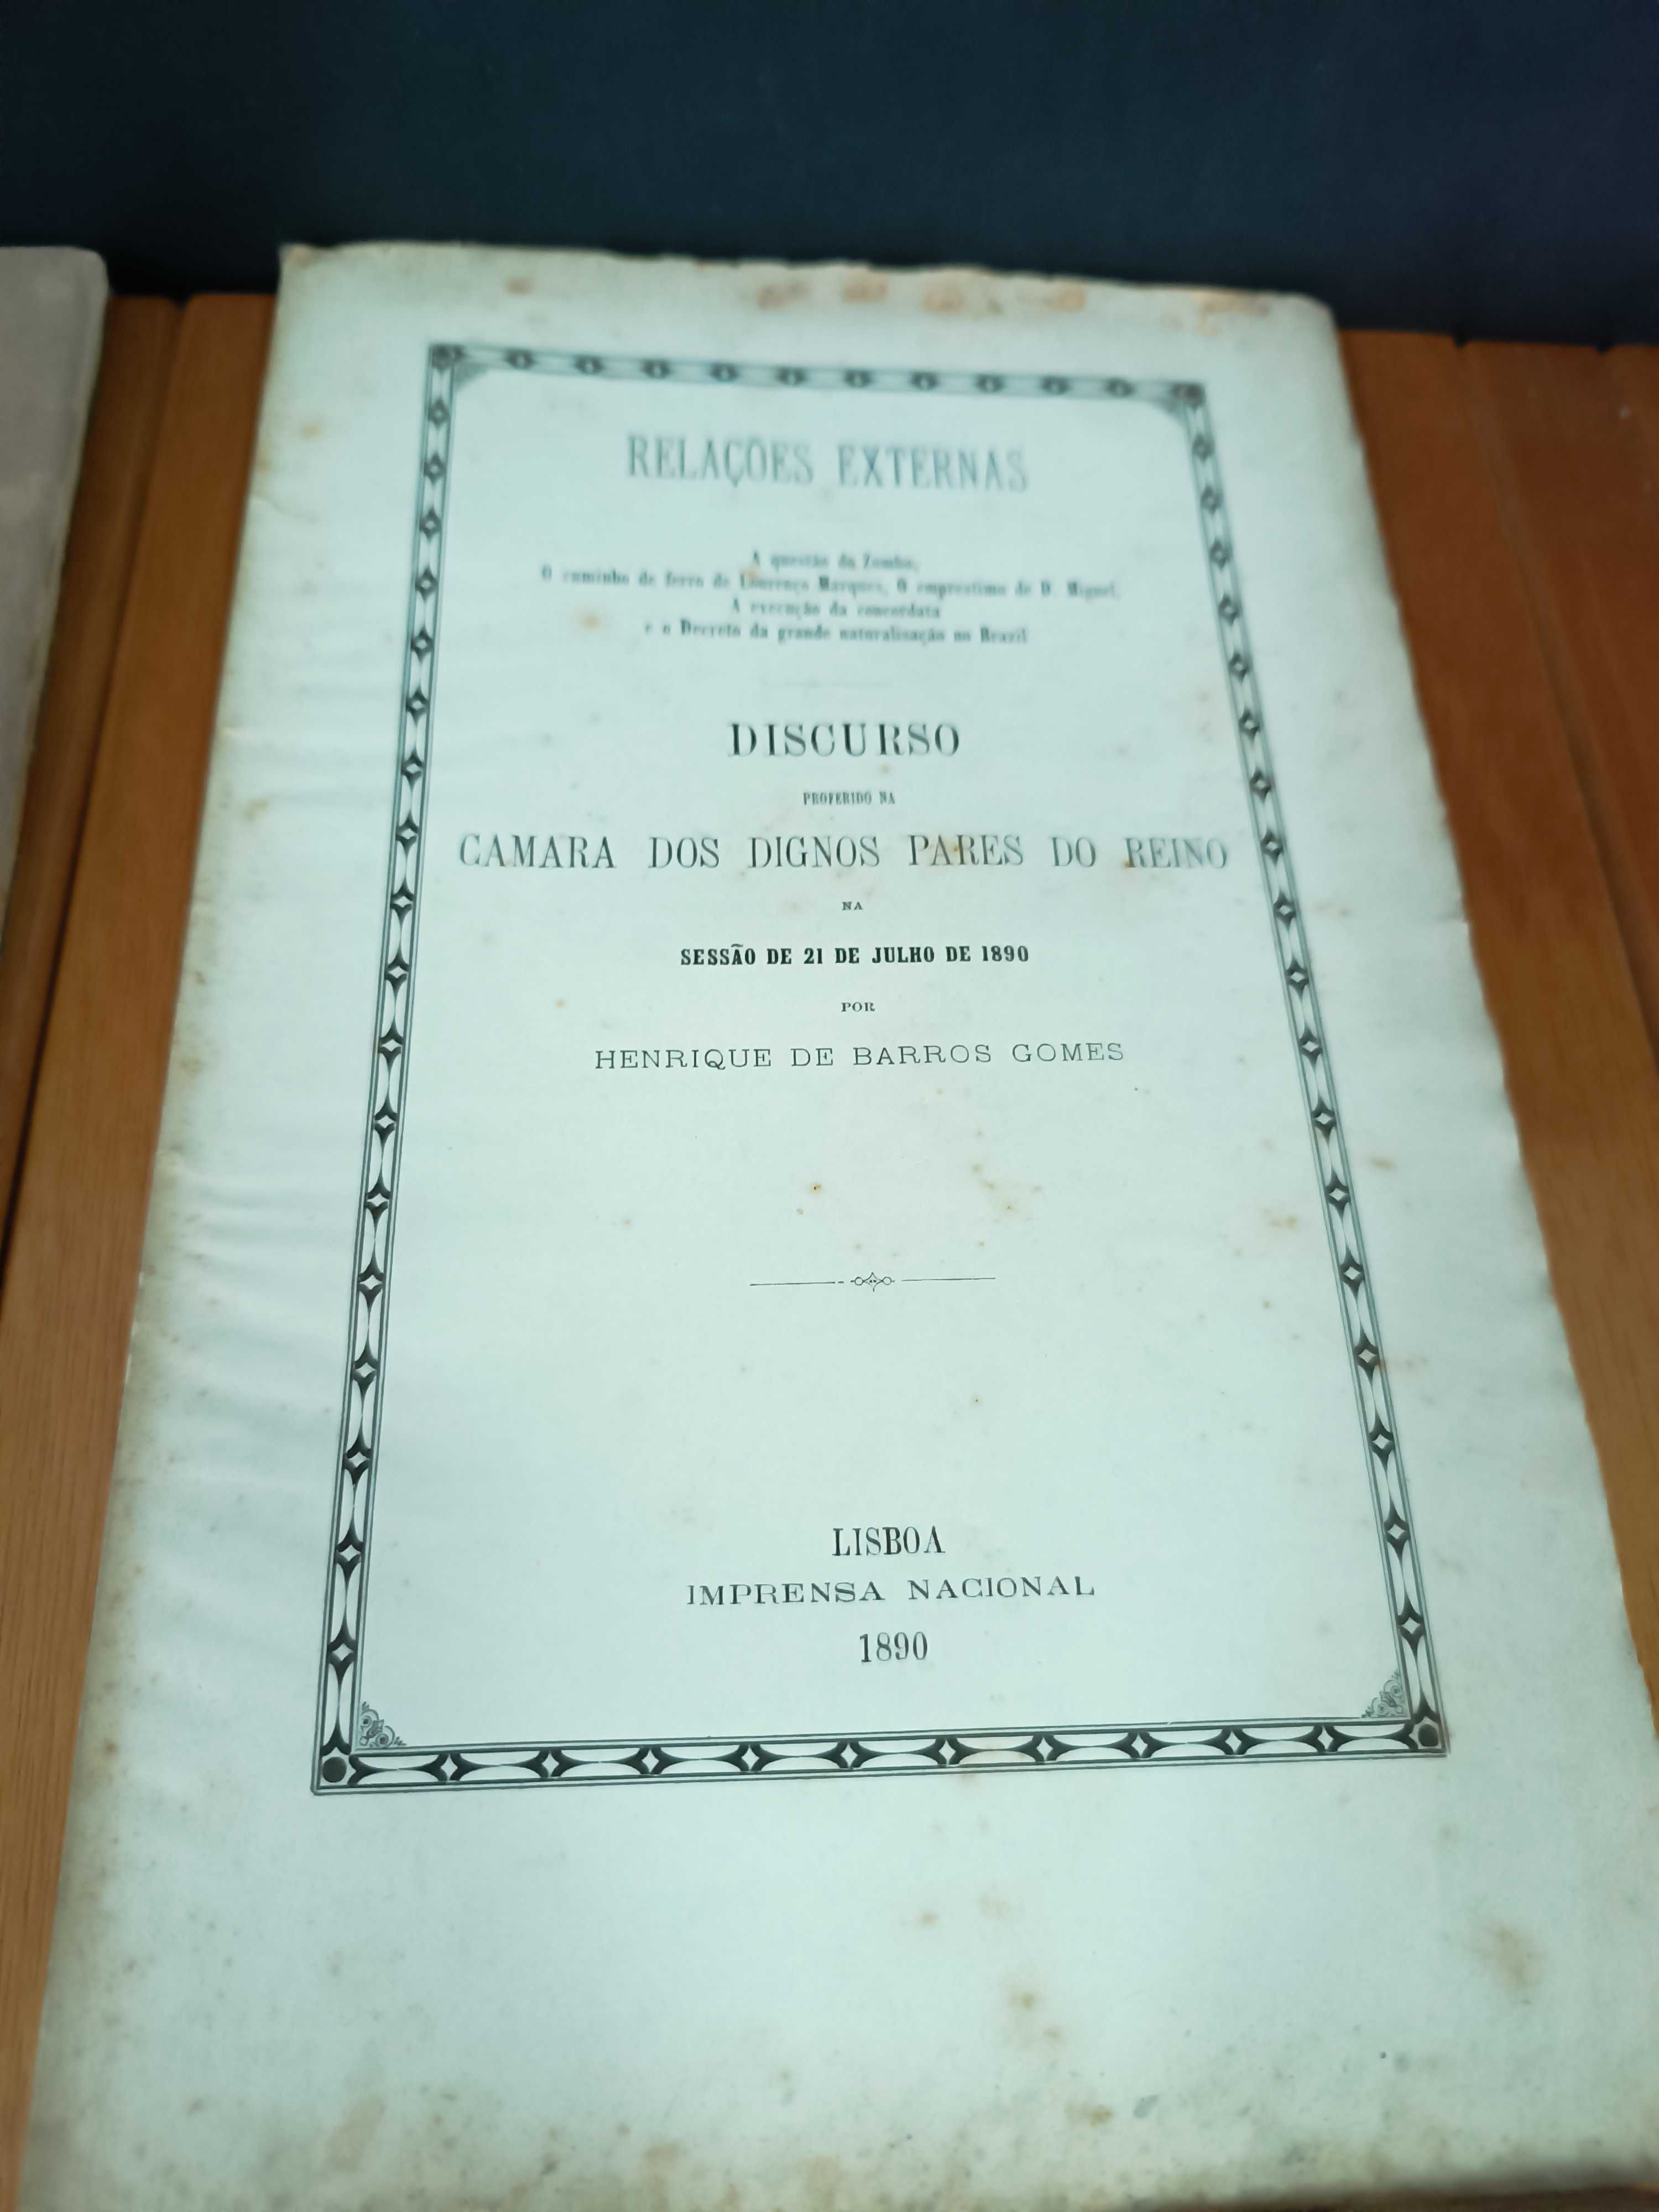 RELAÇÕES EXTERNAS
A questão do Zumbo,
O caminho de ferro de Lourenço Marques, O emprestimo de D. Miguel,
A execução da concordata
e o Decreto da grande naturalisação no Brazil
DISCURSO
PROFERIDO NA
CAMARA DOS DIGNOS PARES DO REINO
NA
SESSÃO DE 21 DE JULHO DE 1890
POR
HENRIQUE DE BARROS GOMES
LISBOA
IMPRENSA NACIONAL
1890